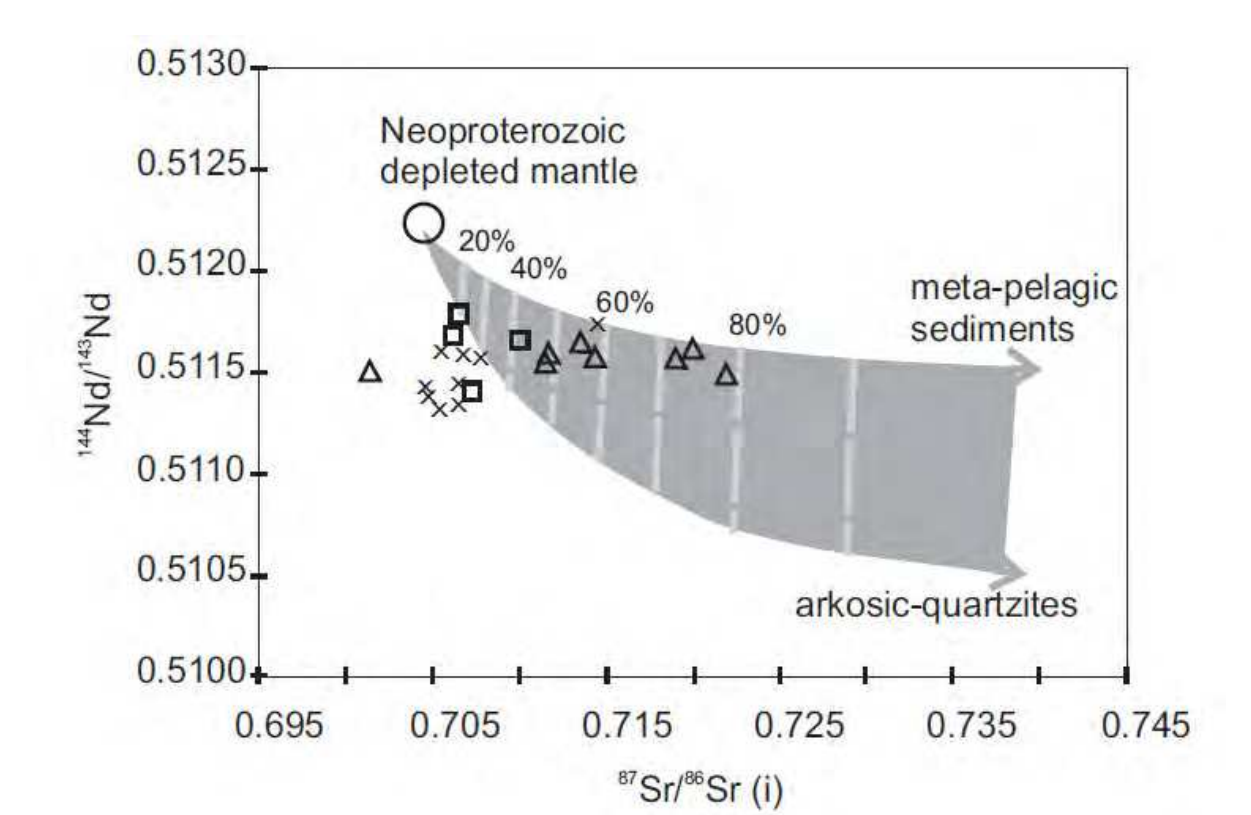 0.5130
Neoproterozoic
depleted mantle
0.5125
20%
0.5120
40%
meta-pelagic
sediments
60%
80%
0.5115
¹⁴⁴Nd/¹⁴³Nd
0.5110
0.5105
arkosic-quartzites
0.5100
0.695 0.705 0.715 0.725 0.735 0.745
⁸⁷Sr/⁸⁶Sr (i)